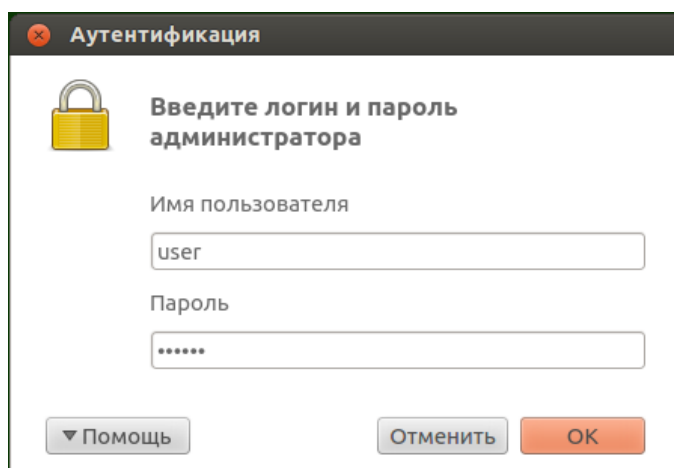 Аутентификация
Введите логин и пароль
администратора
Имя пользователя
user
Пароль
••••••
Помощь
Отменить
OK